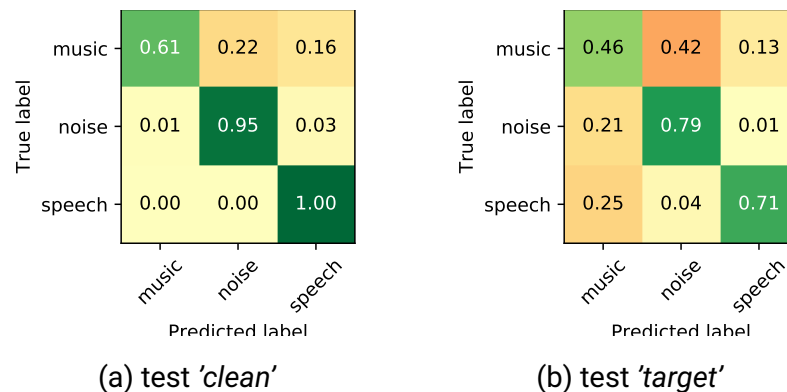 True label
music 0.61 0.22 0.16
noise 0.01 0.95 0.03
speech 0.00 0.00 1.00
music noise speech
Predicted label
(a) test 'clean'
True label
music 0.46 0.42 0.13
noise 0.21 0.79 0.01
speech 0.25 0.04 0.71
music noise speech
Predicted label
(b) test 'target'